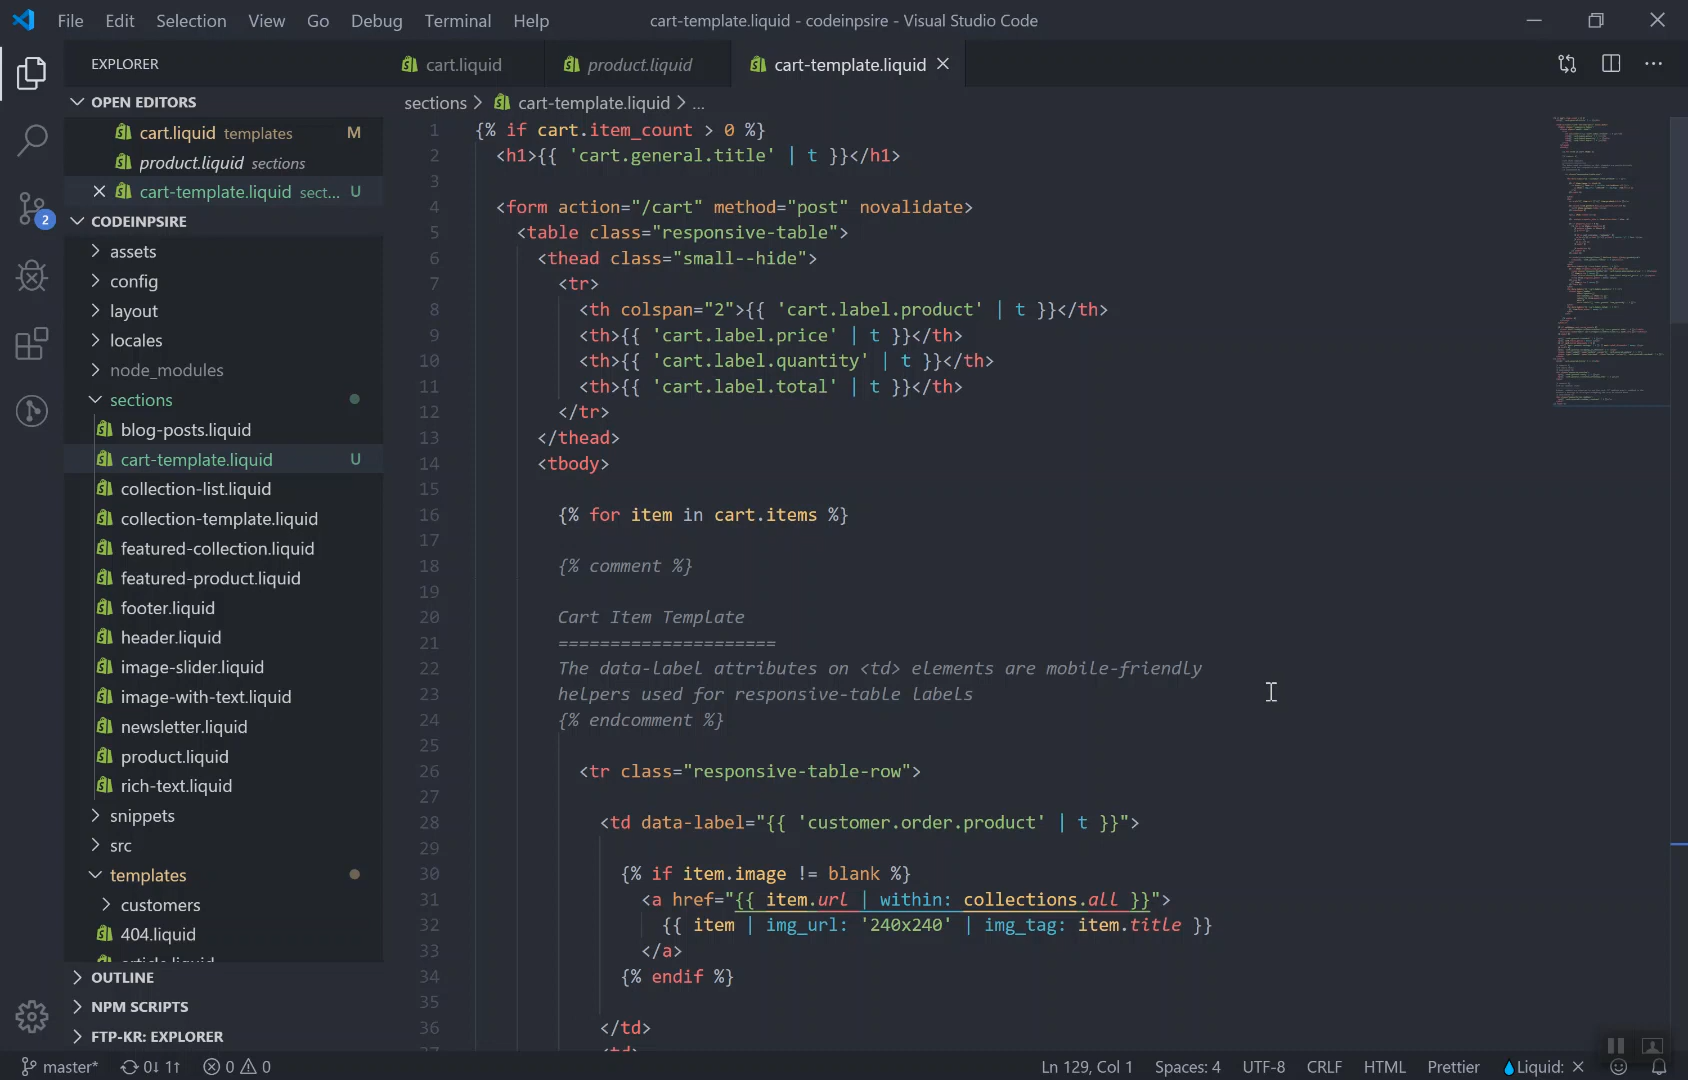 File Edit Selection View Go Debug Terminal Help
cart-template.liquid - codeinpsire - Visual Studio Code
EXPLORER
cart.liquid
product.liquid
cart-template.liquid
OPEN EDITORS
cart.liquid templates M
product.liquid sections
cart-template.liquid sect... U
CODEINPSIRE
assets
config
layout
locales
node_modules
sections
blog-posts.liquid
cart-template.liquid U
collection-list.liquid
collection-template.liquid
featured-collection.liquid
featured-product.liquid
footer.liquid
header.liquid
image-slider.liquid
image-with-text.liquid
newsletter.liquid
product.liquid
rich-text.liquid
snippets
src
templates
customers
404.liquid
article.liquid
OUTLINE
NPM SCRIPTS
FTP-KR: EXPLORER
2
sections > cart-template.liquid > ...
1 {% if cart.item_count > 0 %}
2 <h1>{{ 'cart.general.title' | t }}</h1>
3
4 <form action="/cart" method="post" novalidate>
5 <table class="responsive-table">
6 <thead class="small--hide">
7 <tr>
8 <th colspan="2">{{ 'cart.label.product' | t }}</th>
9 <th>{{ 'cart.label.price' | t }}</th>
10 <th>{{ 'cart.label.quantity' | t }}</th>
11 <th>{{ 'cart.label.total' | t }}</th>
12 </tr>
13 </thead>
14 <tbody>
15
16 {% for item in cart.items %}
17
18 {% comment %}
19
20 Cart Item Template
21 =====================
22 The data-label attributes on <td> elements are mobile-friendly
23 helpers used for responsive-table labels
24 {% endcomment %}
25
26 <tr class="responsive-table-row">
27
28 <td data-label="{{ 'customer.order.product' | t }}">
29
30 {% if item.image != blank %}
31 <a href="{{ item.url | within: collections.all }}">
32 {{ item | img_url: '240x240' | img_tag: item.title }}
33 </a>
34 {% endif %}
35
36 </td>
37 <td>
master* 0↓ 1↑ 0 0
Ln 129, Col 1 Spaces: 4 UTF-8 CRLF HTML Prettier Liquid: ×